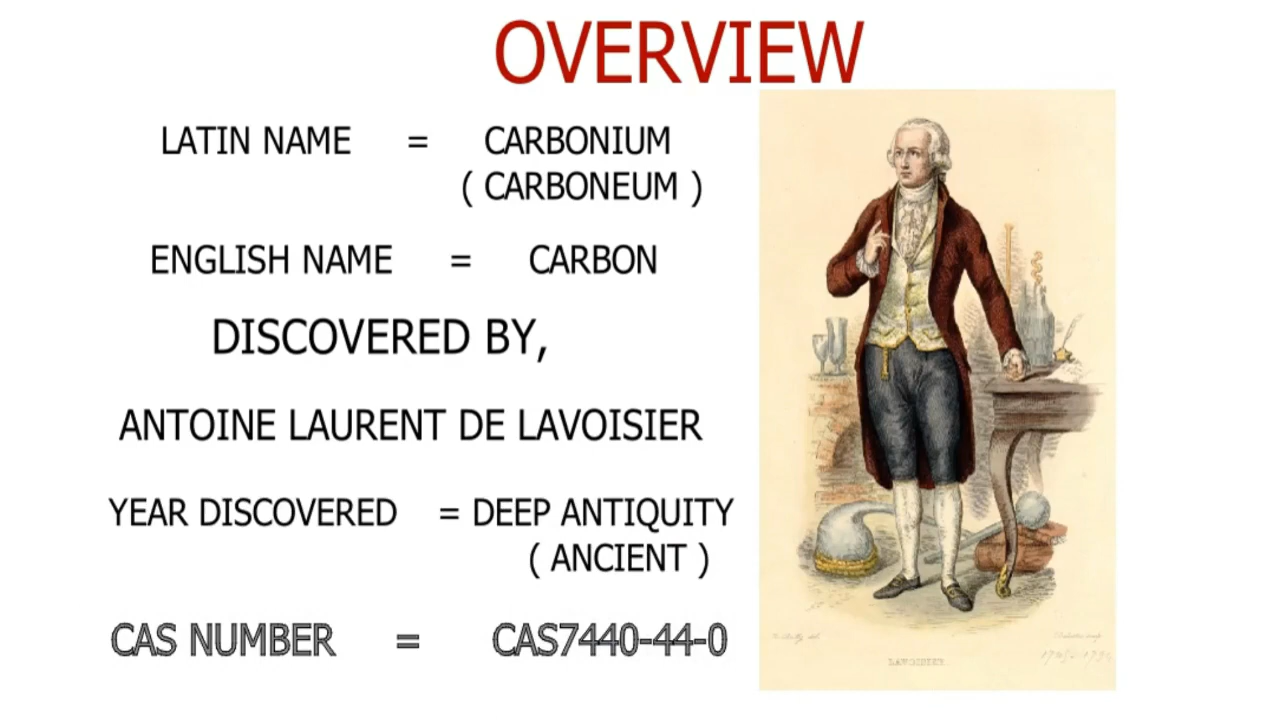 OVERVIEW
LATIN NAME = CARBONIUM
( CARBONEUM )
ENGLISH NAME = CARBON
DISCOVERED BY,
ANTOINE LAURENT DE LAVOISIER
YEAR DISCOVERED = DEEP ANTIQUITY
( ANCIENT )
CAS NUMBER = CAS7440-44-0
LAVOISIER.